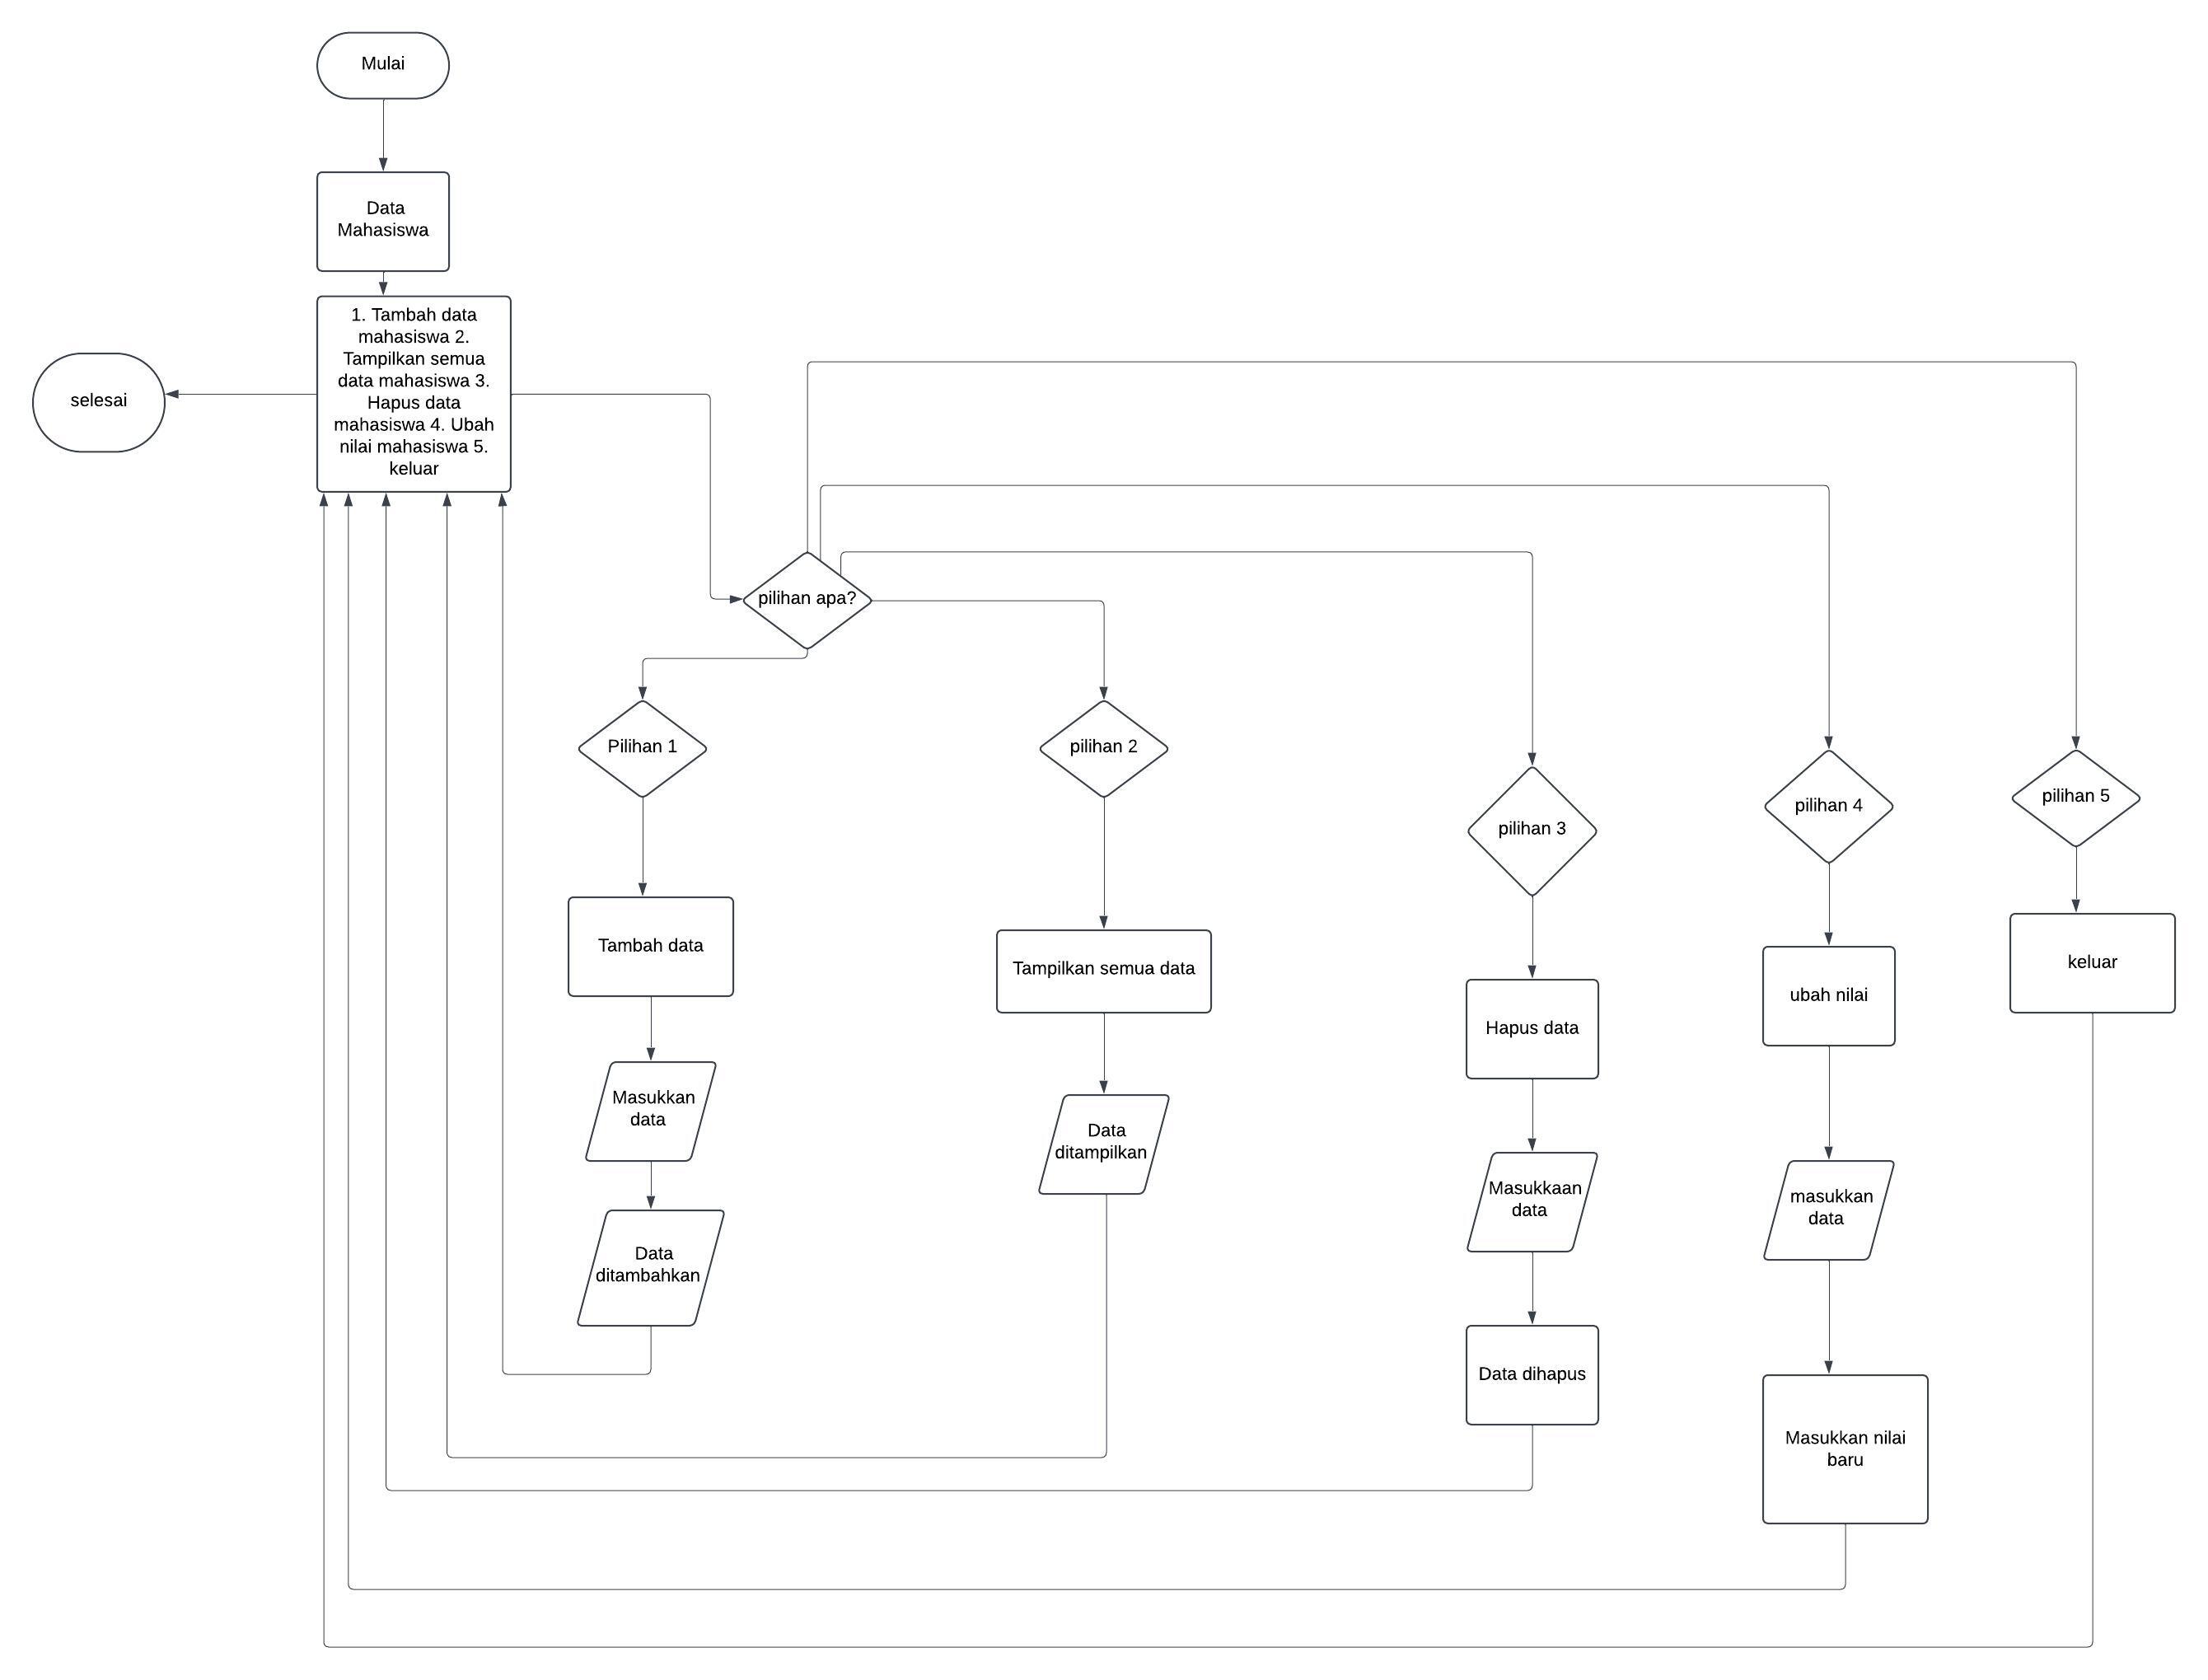 Mulai
Data
Mahasiswa
1. Tambah data
mahasiswa 2.
Tampilkan semua
data mahasiswa 3.
Hapus data
mahasiswa 4. Ubah
nilai mahasiswa 5.
keluar
selesai
pilihan apa?
Pilihan 1
pilihan 2
pilihan 3
pilihan 4
pilihan 5
Tambah data
Tampilkan semua data
Hapus data
ubah nilai
keluar
Masukkan
data
Data
ditampilkan
Masukkaan
data
masukkan
data
Data
ditambahkan
Data dihapus
Masukkan nilai
baru